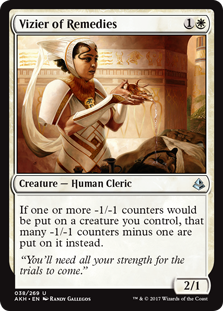 Vizier of Remedies 1
Creature — Human Cleric
If one or more -1/-1 counters would
be put on a creature you control, that
many -1/-1 counters minus one are
put on it instead.
“You’ll need all your strength for the
trials to come.”
2/1
038/269 U
AKH • EN Randy Gallegos
™ & © 2017 Wizards of the Coast